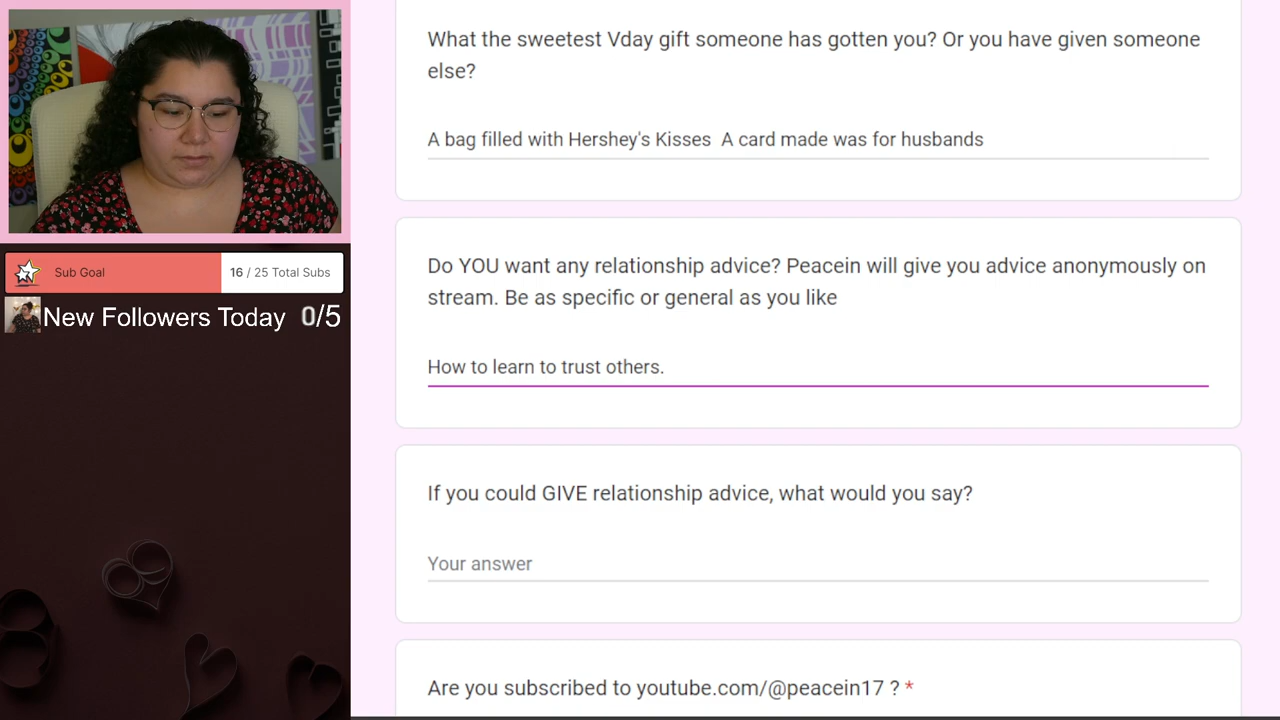 What the sweetest Vday gift someone has gotten you? Or you have given someone
else?
A bag filled with Hershey's Kisses  A card made was for husbands
Sub Goal
16 / 25 Total Subs
New Followers Today 0/5
Do YOU want any relationship advice? Peacein will give you advice anonymously on
stream. Be as specific or general as you like
How to learn to trust others.
If you could GIVE relationship advice, what would you say?
Your answer
Are you subscribed to youtube.com/@peacein17 ? *